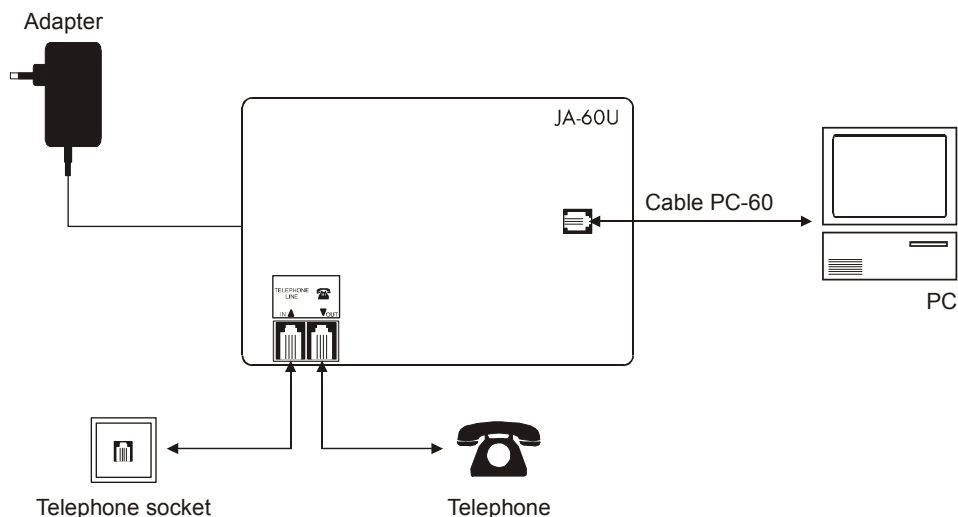 Adapter
JA-60U
Cable PC-60
PC
TELEPHONE
LINE
IN
OUT
Telephone socket
Telephone